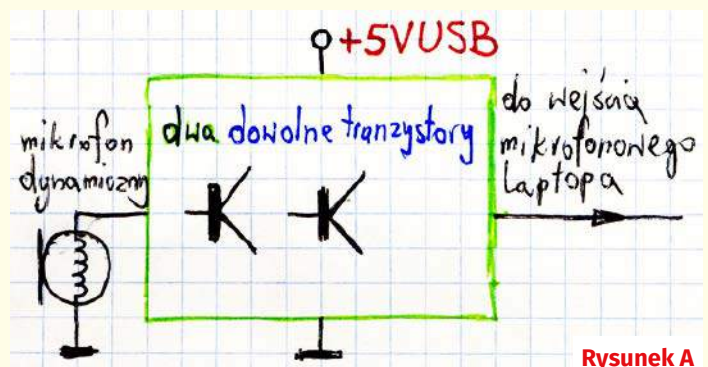 +5VUSB
dwa dowolne tranzystory
mikrofon
dynamiczny
do wejścia
mikrofonowego
laptopa
Rysunek A